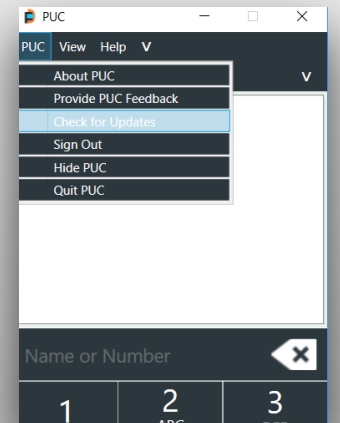 PUC
PUC View Help V
V
About PUC
Provide PUC Feedback
Check for Updates
Sign Out
Hide PUC
Quit PUC
Name or Number
1 2 3
ABC